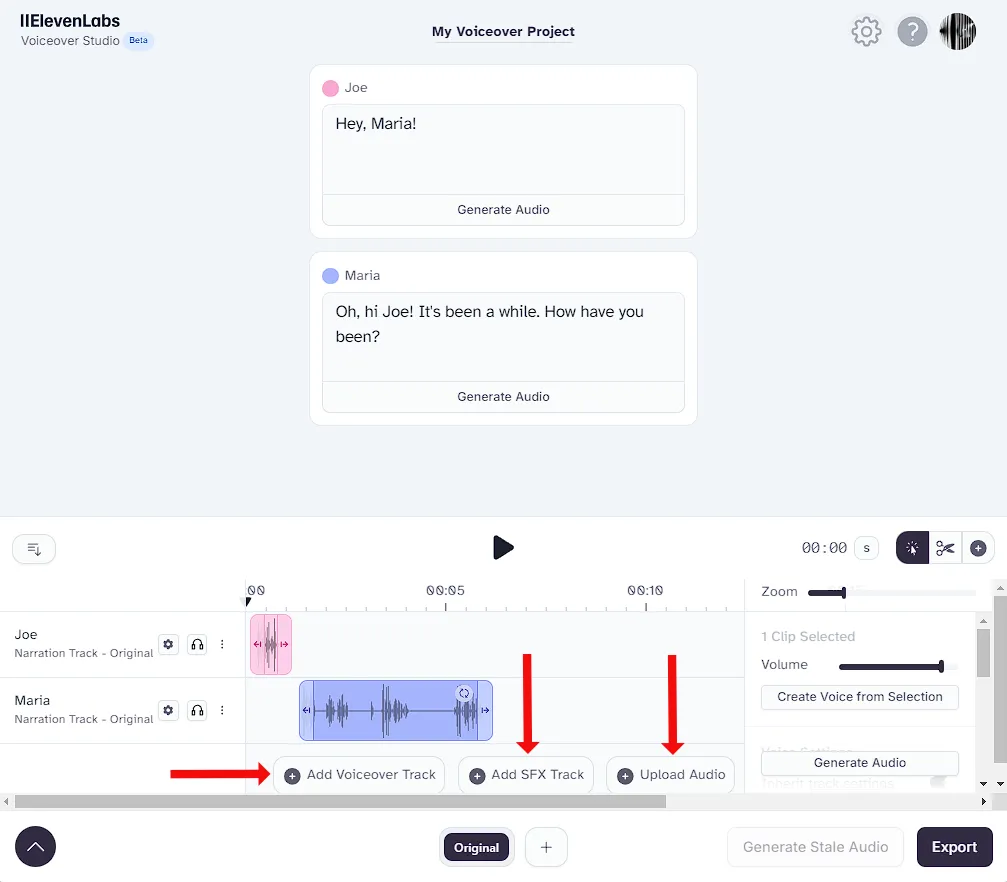 IIElevenLabs
Voiceover Studio Beta
My Voiceover Project
?
Joe
Hey, Maria!
Generate Audio
Maria
Oh, hi Joe! It's been a while. How have you
been?
Generate Audio
00:00 s
00 00:05 00:10
Zoom
Joe
Narration Track - Original
1 Clip Selected
Volume
Create Voice from Selection
Maria
Narration Track - Original
Voice Settings
Generate Audio
Inherit track settings
Add Voiceover Track
Add SFX Track
Upload Audio
Original
+
Generate Stale Audio
Export